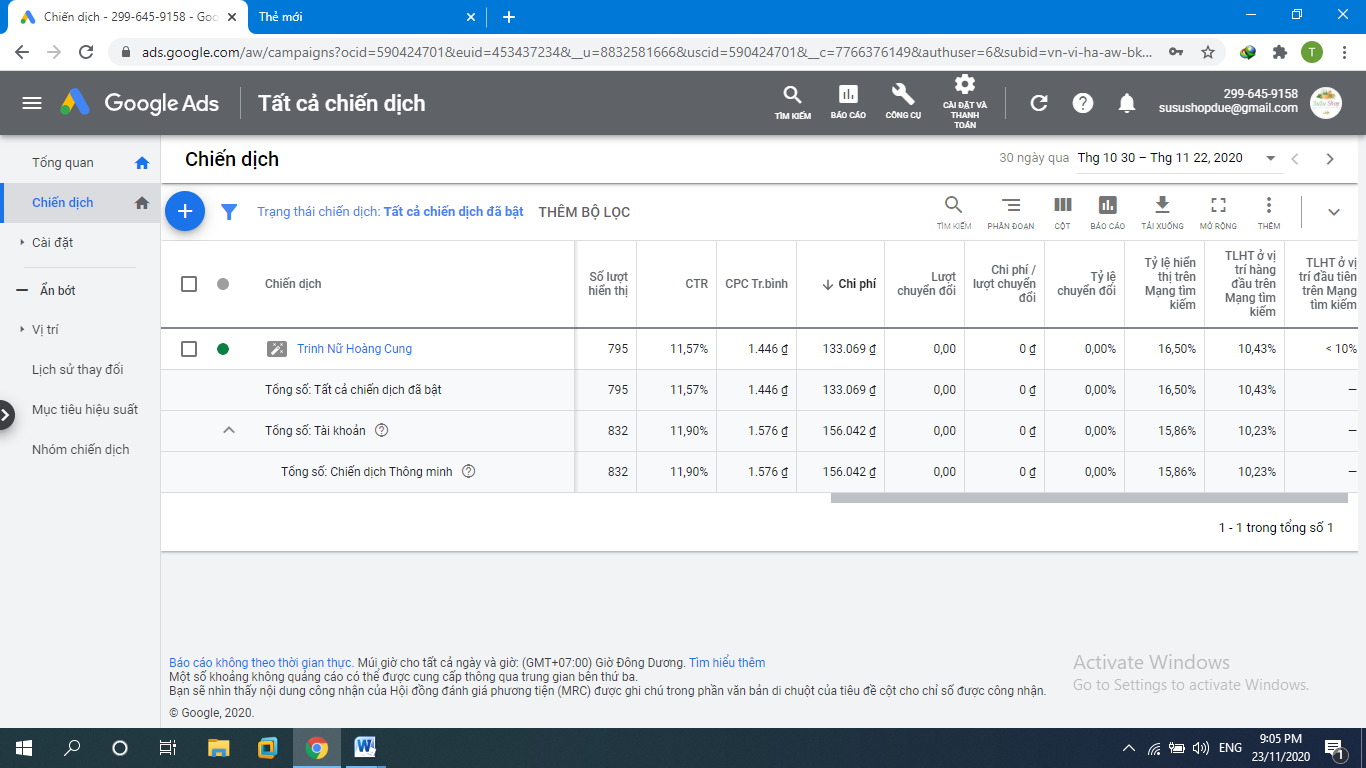 Chiến dịch - 299-645-9158 - Goo
Thẻ mới
ads.google.com/aw/campaigns?ocid=590424701&euid=453437234&__u=8832581666&uscid=590424701&__c=7766376149&authuser=6&subid=vn-vi-ha-aw-bk...
T
Google Ads
Tất cả chiến dịch
TÌM KIẾM
BÁO CÁO
CÔNG CỤ
CÀI ĐẶT VÀ
THANH
TOÁN
299-645-9158
susushopdue@gmail.com
Tổng quan
Chiến dịch
Cài đặt
Ẩn bớt
Vị trí
Lịch sử thay đổi
Mục tiêu hiệu suất
Nhóm chiến dịch
Chiến dịch
30 ngày qua Thg 10 30 – Thg 11 22, 2020
Trạng thái chiến dịch: Tất cả chiến dịch đã bật THÊM BỘ LỌC
TÌM KIẾM PHÂN ĐOẠN CỘT BÁO CÁO TẢI XUỐNG MỞ RỘNG THÊM
Chiến dịch
Số lượt
hiển thị
CTR
CPC Tr.bình
Chi phí
Lượt
chuyển đổi
Chi phí /
lượt chuyển
đổi
Tỷ lệ
chuyển đổi
Tỷ lệ hiển
thị trên
Mạng tìm
kiếm
TLHT ở vị
trí hàng
đầu trên
Mạng tìm
kiếm
TLHT ở vị
trí đầu tiên
trên Mạng
tìm kiếm
Trinh Nữ Hoàng Cung 795 11,57% 1.446 ₫ 133.069 ₫ 0,00 0 ₫ 0,00% 16,50% 10,43% < 10%
Tổng số: Tất cả chiến dịch đã bật 795 11,57% 1.446 ₫ 133.069 ₫ 0,00 0 ₫ 0,00% 16,50% 10,43% —
Tổng số: Tài khoản 832 11,90% 1.576 ₫ 156.042 ₫ 0,00 0 ₫ 0,00% 15,86% 10,23% —
Tổng số: Chiến dịch Thông minh 832 11,90% 1.576 ₫ 156.042 ₫ 0,00 0 ₫ 0,00% 15,86% 10,23% —
1 - 1 trong tổng số 1
Báo cáo không theo thời gian thực. Múi giờ cho tất cả ngày và giờ: (GMT+07:00) Giờ Đông Dương. Tìm hiểu thêm
Một số khoảng không quảng cáo có thể được cung cấp thông qua trung gian bên thứ ba.
Bạn sẽ nhìn thấy nội dung công nhận của Hội đồng đánh giá phương tiện (MRC) được ghi chú trong phần văn bản di chuột của tiêu đề cột cho chỉ số được công nhận.
© Google, 2020.
Activate Windows
Go to Settings to activate Windows.
ENG
9:05 PM
23/11/2020
1